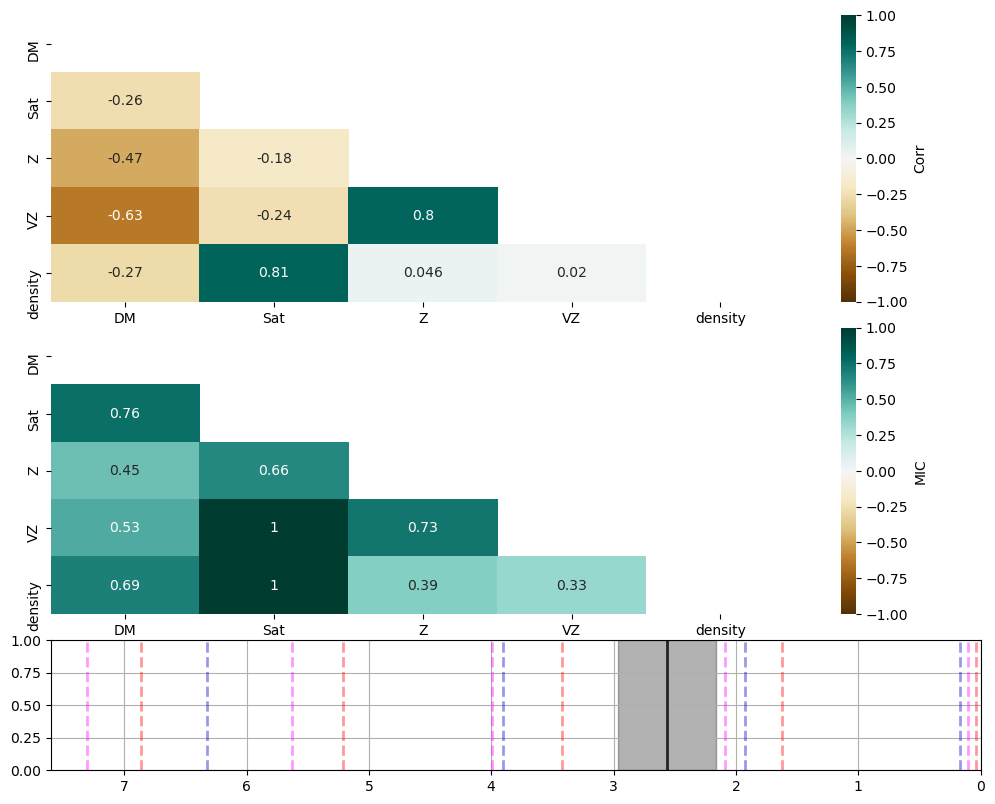 DM
Sat
Z
VZ
density
-0.26
-0.47 -0.18
-0.63 -0.24 0.8
-0.27 0.81 0.046 0.02
DM Sat Z VZ density
1.00
0.75
0.50
0.25
0.00
−0.25
−0.50
−0.75
−1.00
Corr
DM
Sat
Z
VZ
density
0.76
0.45 0.66
0.53 1 0.73
0.69 1 0.39 0.33
DM Sat Z VZ density
1.00
0.75
0.50
0.25
0.00
−0.25
−0.50
−0.75
−1.00
MIC
1.00
0.75
0.50
0.25
0.00
7 6 5 4 3 2 1 0